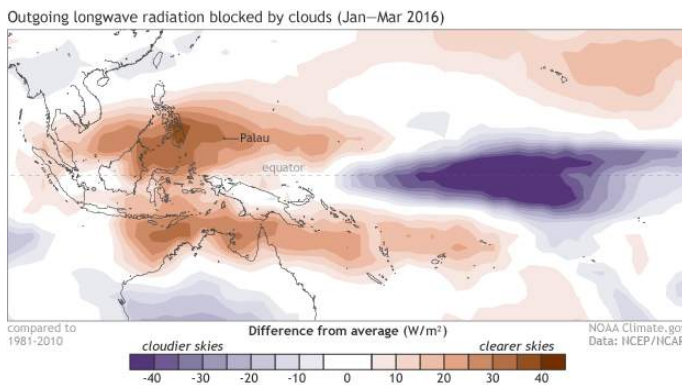 Outgoing longwave radiation blocked by clouds (Jan—Mar 2016)
Palau
equator
compared to
1981-2010
Difference from average (W/m²)
NOAA Climate.gov
Data: NCEP/NCAR
cloudier skies
clearer skies
-40 -30 -20 -10 0 10 20 30 40